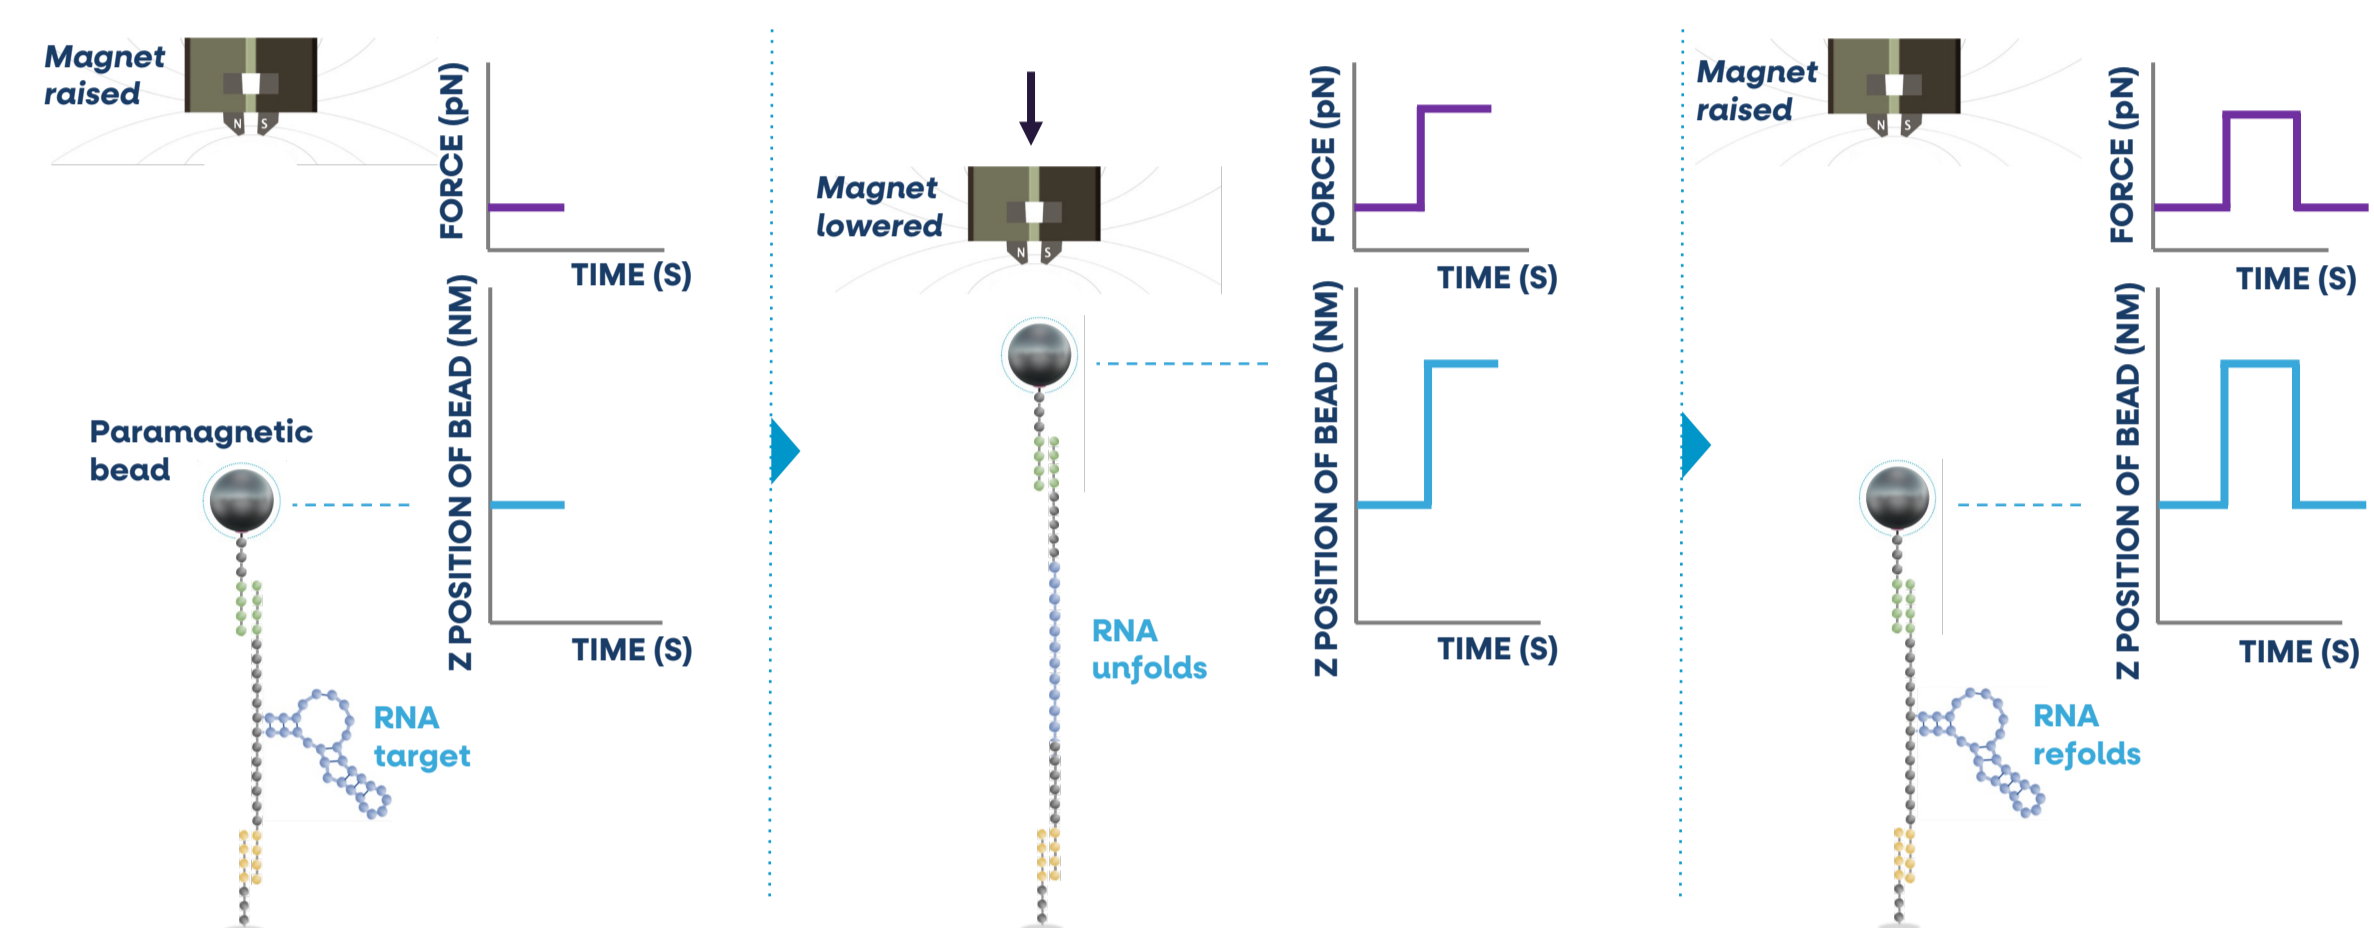 Magnet
raised
N S
FORCE (pN)
TIME (S)
Paramagnetic
bead
Z POSITION OF BEAD (NM)
TIME (S)
RNA
target
Magnet
lowered
N S
FORCE (pN)
TIME (S)
Z POSITION OF BEAD (NM)
TIME (S)
RNA
unfolds
Magnet
raised
N S
FORCE (pN)
TIME (S)
Z POSITION OF BEAD (NM)
TIME (S)
RNA
refolds